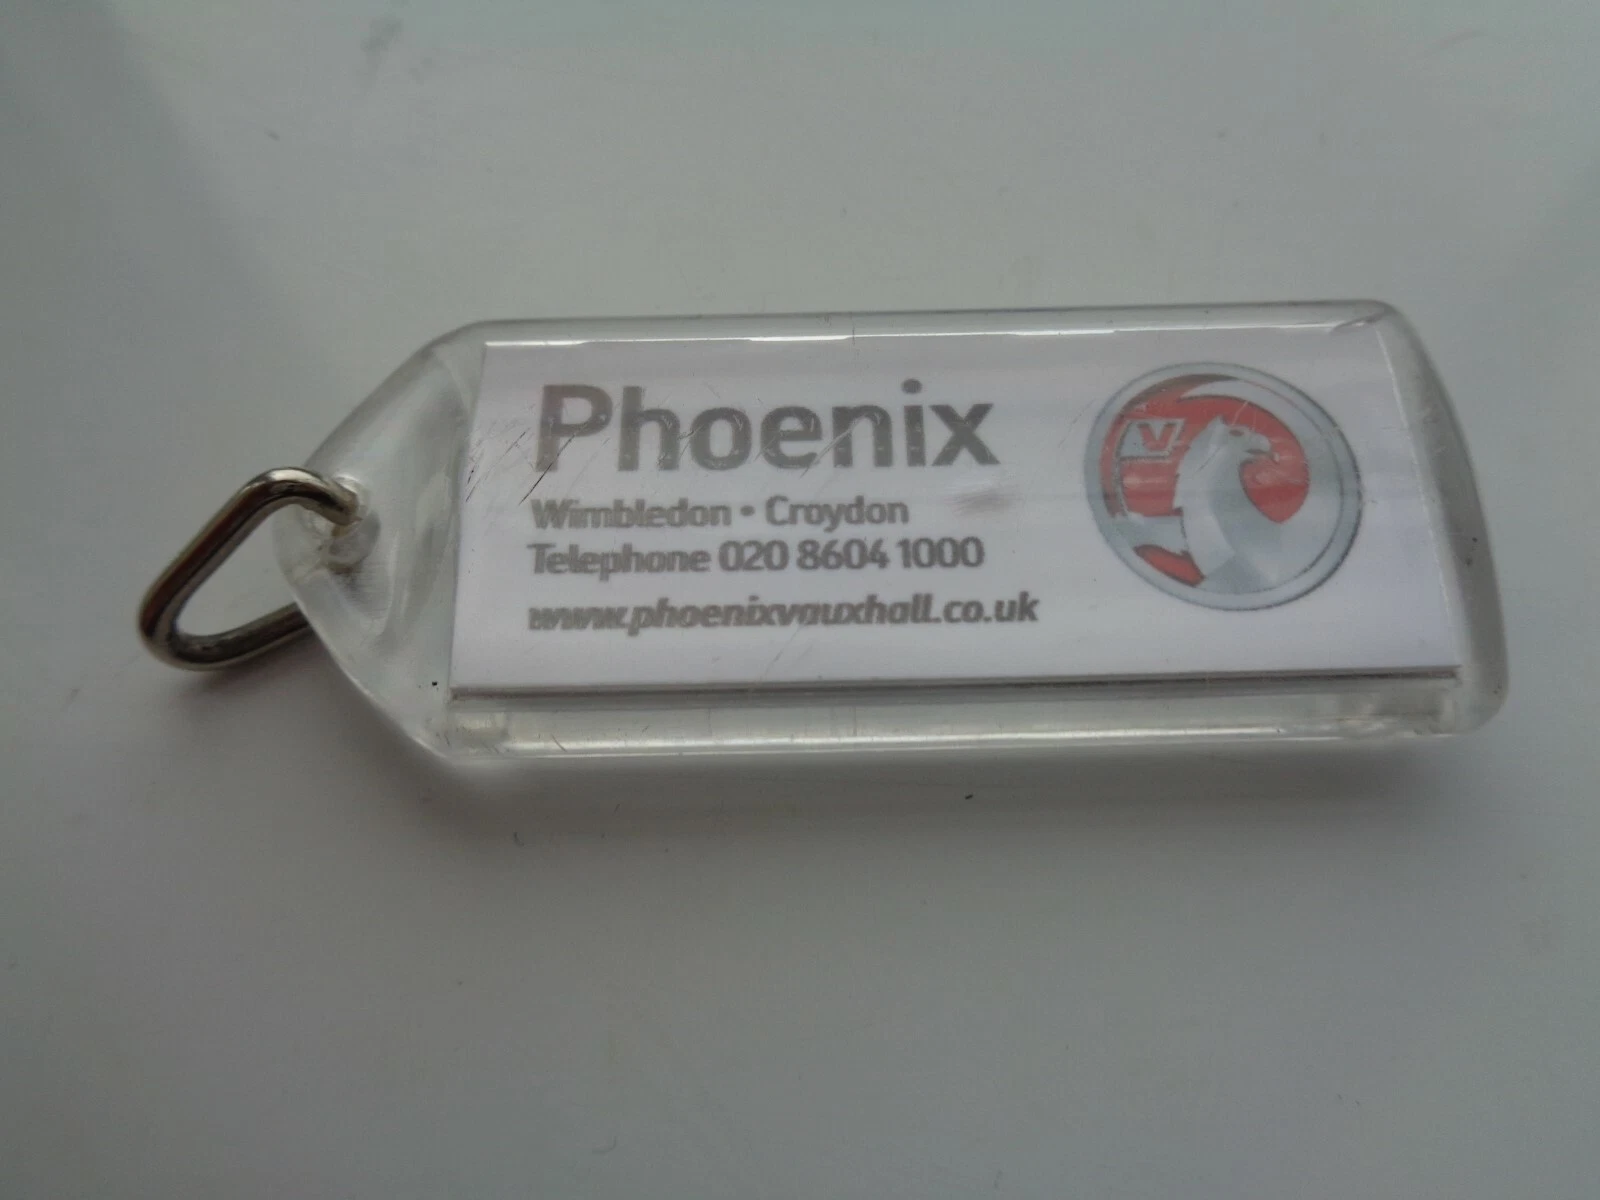 Phoenix
Wimbledon • Croydon
Telephone 020 8604 1000
www.phoenixvauxhall.co.uk
V